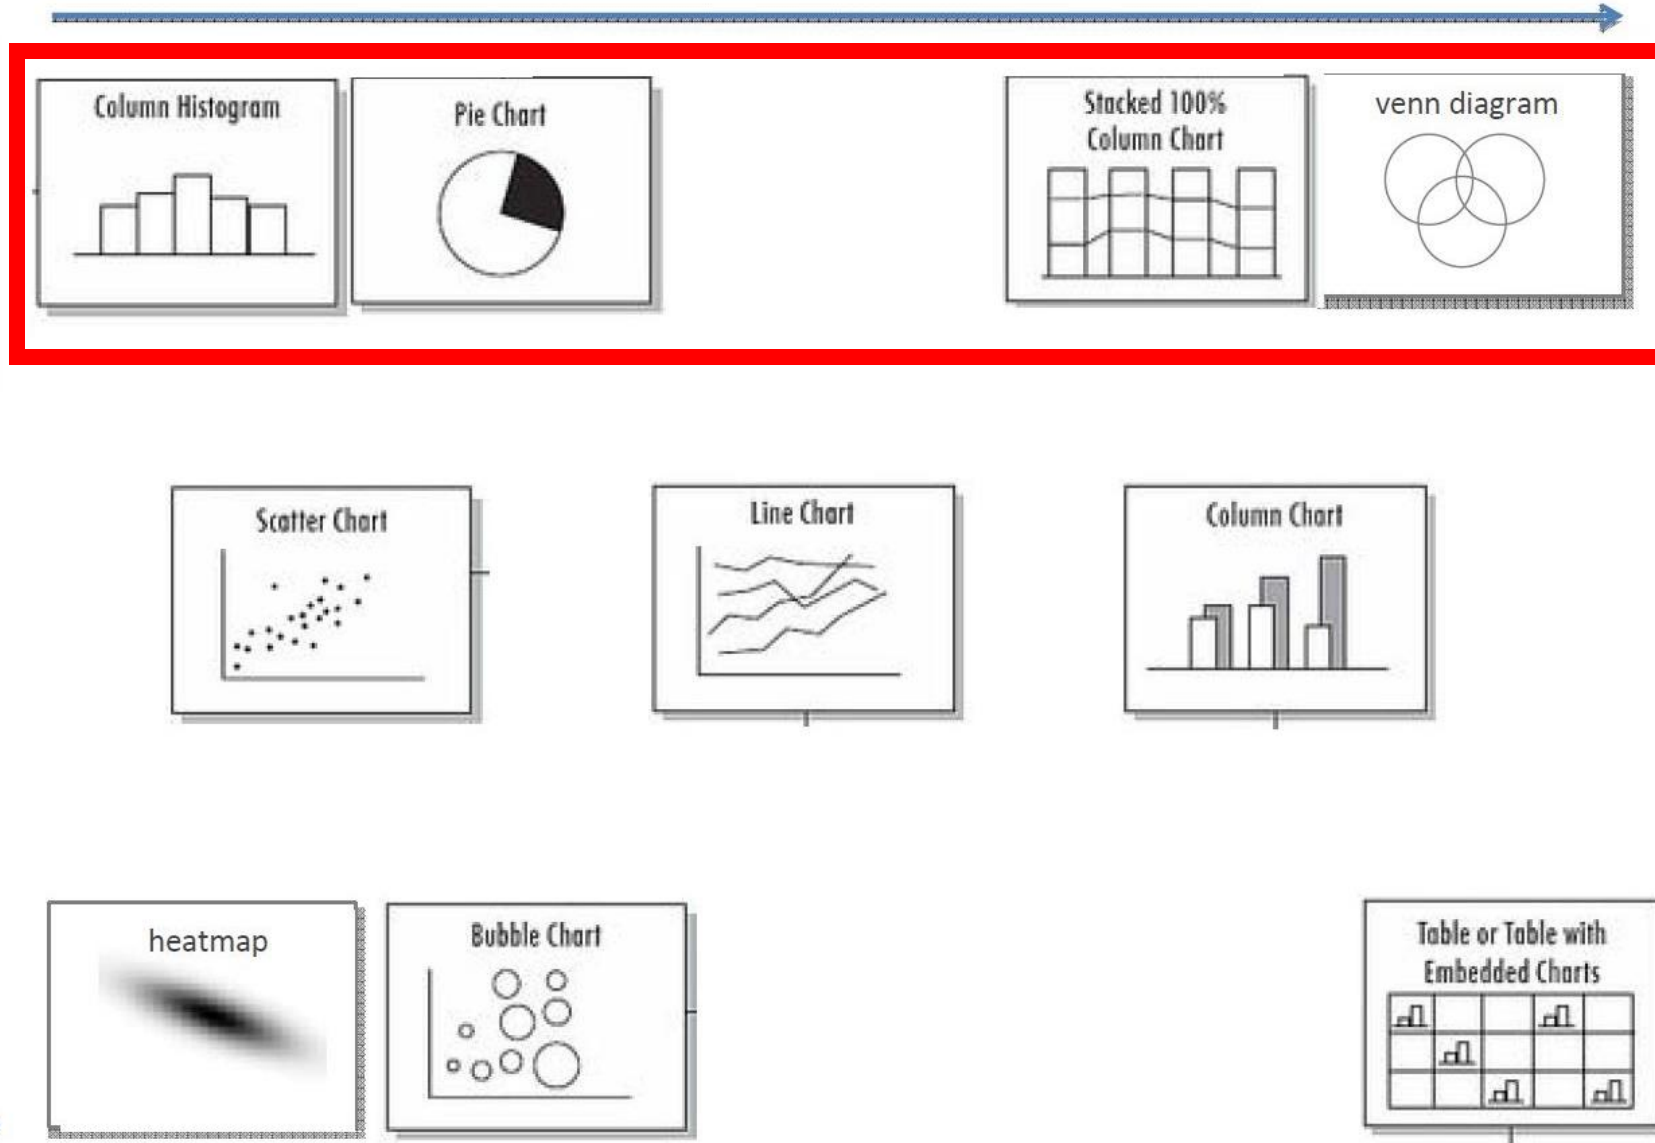 Column Histogram
Pie Chart
Stacked 100%
Column Chart
venn diagram
Scatter Chart
Line Chart
Column Chart
heatmap
Bubble Chart
Table or Table with
Embedded Charts